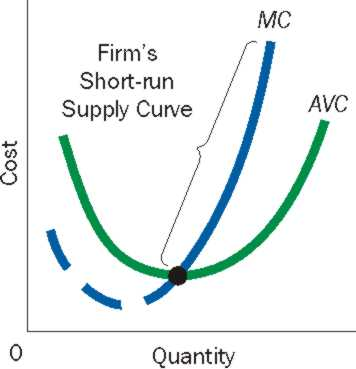 MC
Firm's
Short-run
Supply Curve
AVC
Cost
0
Quantity